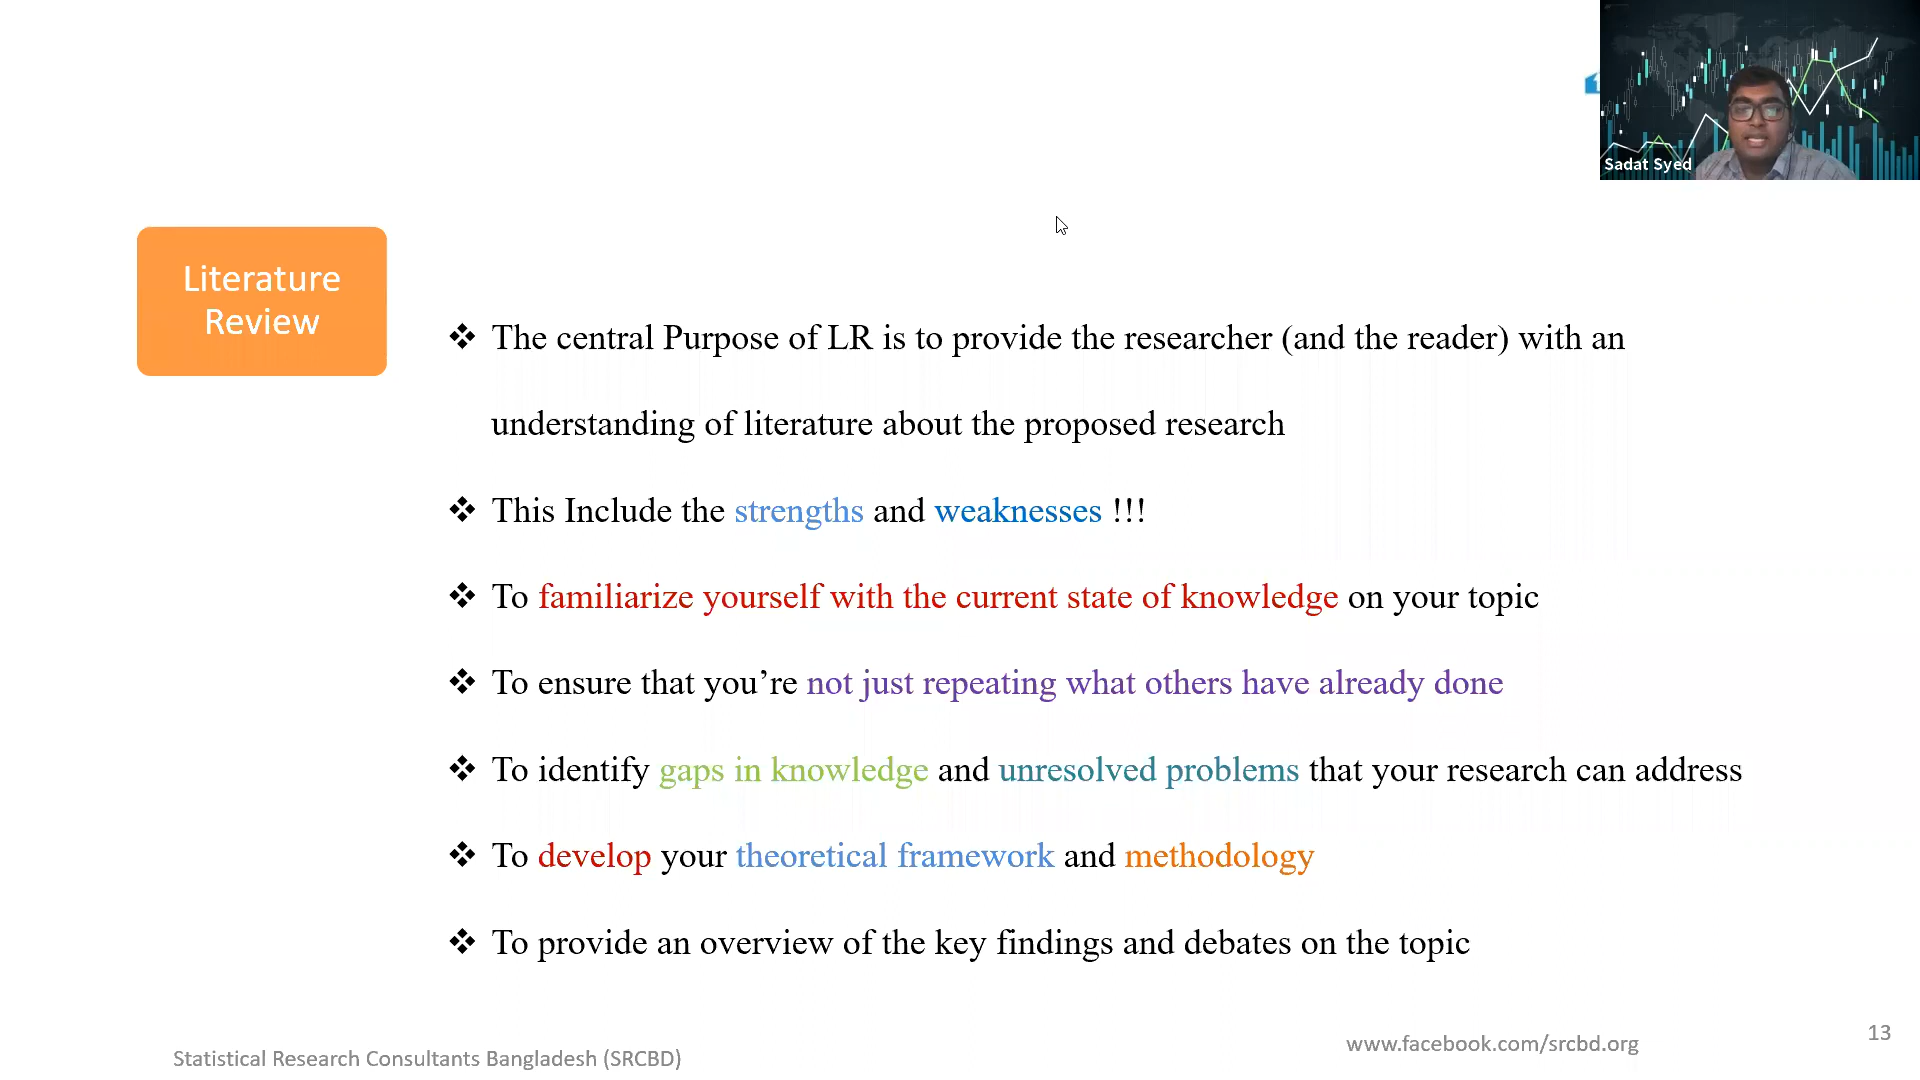 Sadat Syed
Literature
Review
❖ The central Purpose of LR is to provide the researcher (and the reader) with an
understanding of literature about the proposed research
❖ This Include the strengths and weaknesses !!!
❖ To familiarize yourself with the current state of knowledge on your topic
❖ To ensure that you’re not just repeating what others have already done
❖ To identify gaps in knowledge and unresolved problems that your research can address
❖ To develop your theoretical framework and methodology
❖ To provide an overview of the key findings and debates on the topic
Statistical Research Consultants Bangladesh (SRCBD)
www.facebook.com/srcbd.org
13